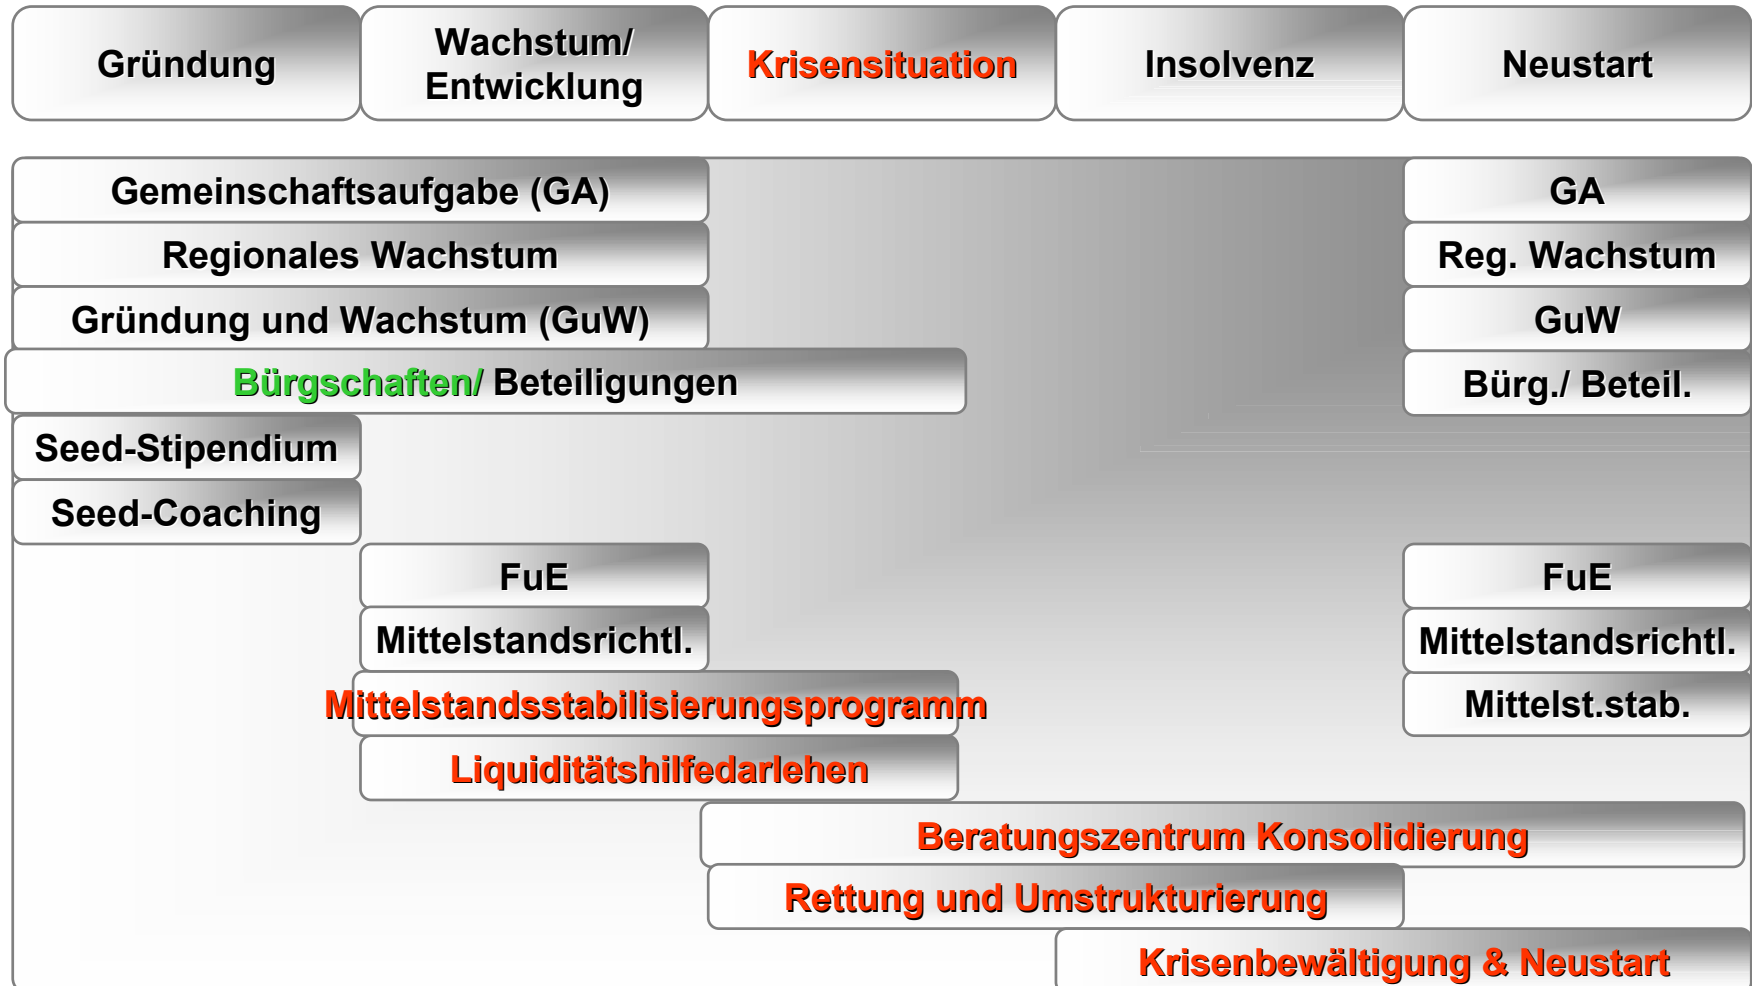 Gründung
Wachstum/
Entwicklung
Krisensituation
Insolvenz
Neustart
Gemeinschaftsaufgabe (GA)
GA
Regionales Wachstum
Reg. Wachstum
Gründung und Wachstum (GuW)
GuW
Bürgschaften/ Beteiligungen
Bürg./ Beteil.
Seed-Stipendium
Seed-Coaching
FuE
FuE
Mittelstandsrichtl.
Mittelstandsrichtl.
Mittelstandsstabilisierungsprogramm
Mittelst.stab.
Liquiditätshilfedarlehen
Beratungszentrum Konsolidierung
Rettung und Umstrukturierung
Krisenbewältigung & Neustart